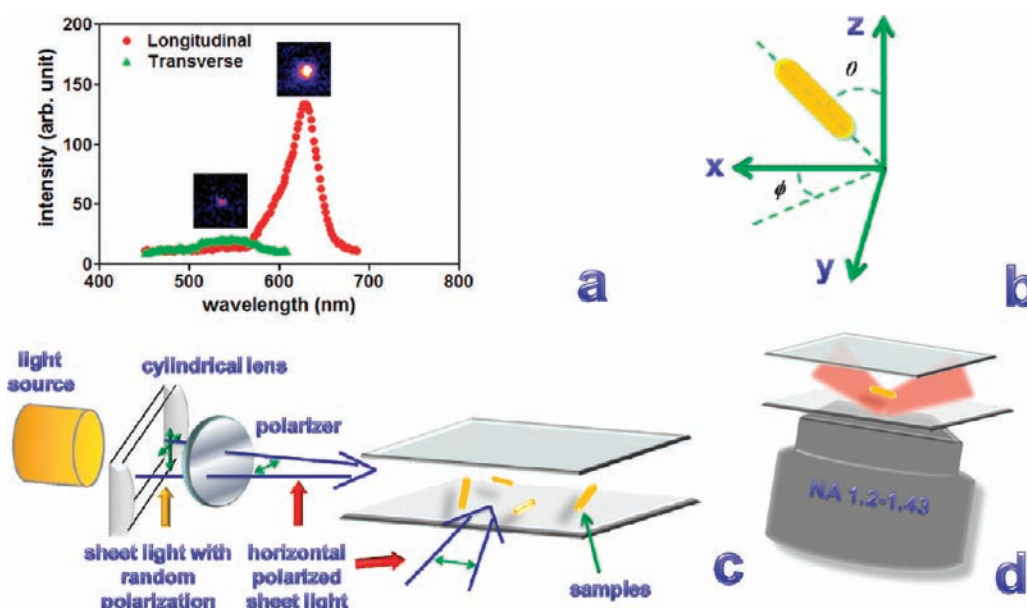 200
150
100
50
0
400 500 600 700 800
intensity (arb. unit)
wavelength (nm)
Longitudinal
Transverse
a
z
θ
x
ϕ
y
b
light
source
cylindrical lens
polarizer
sheet light with
random
polarization
horizontal
polarized
sheet light
samples
c
NA 1.2-1.43
d